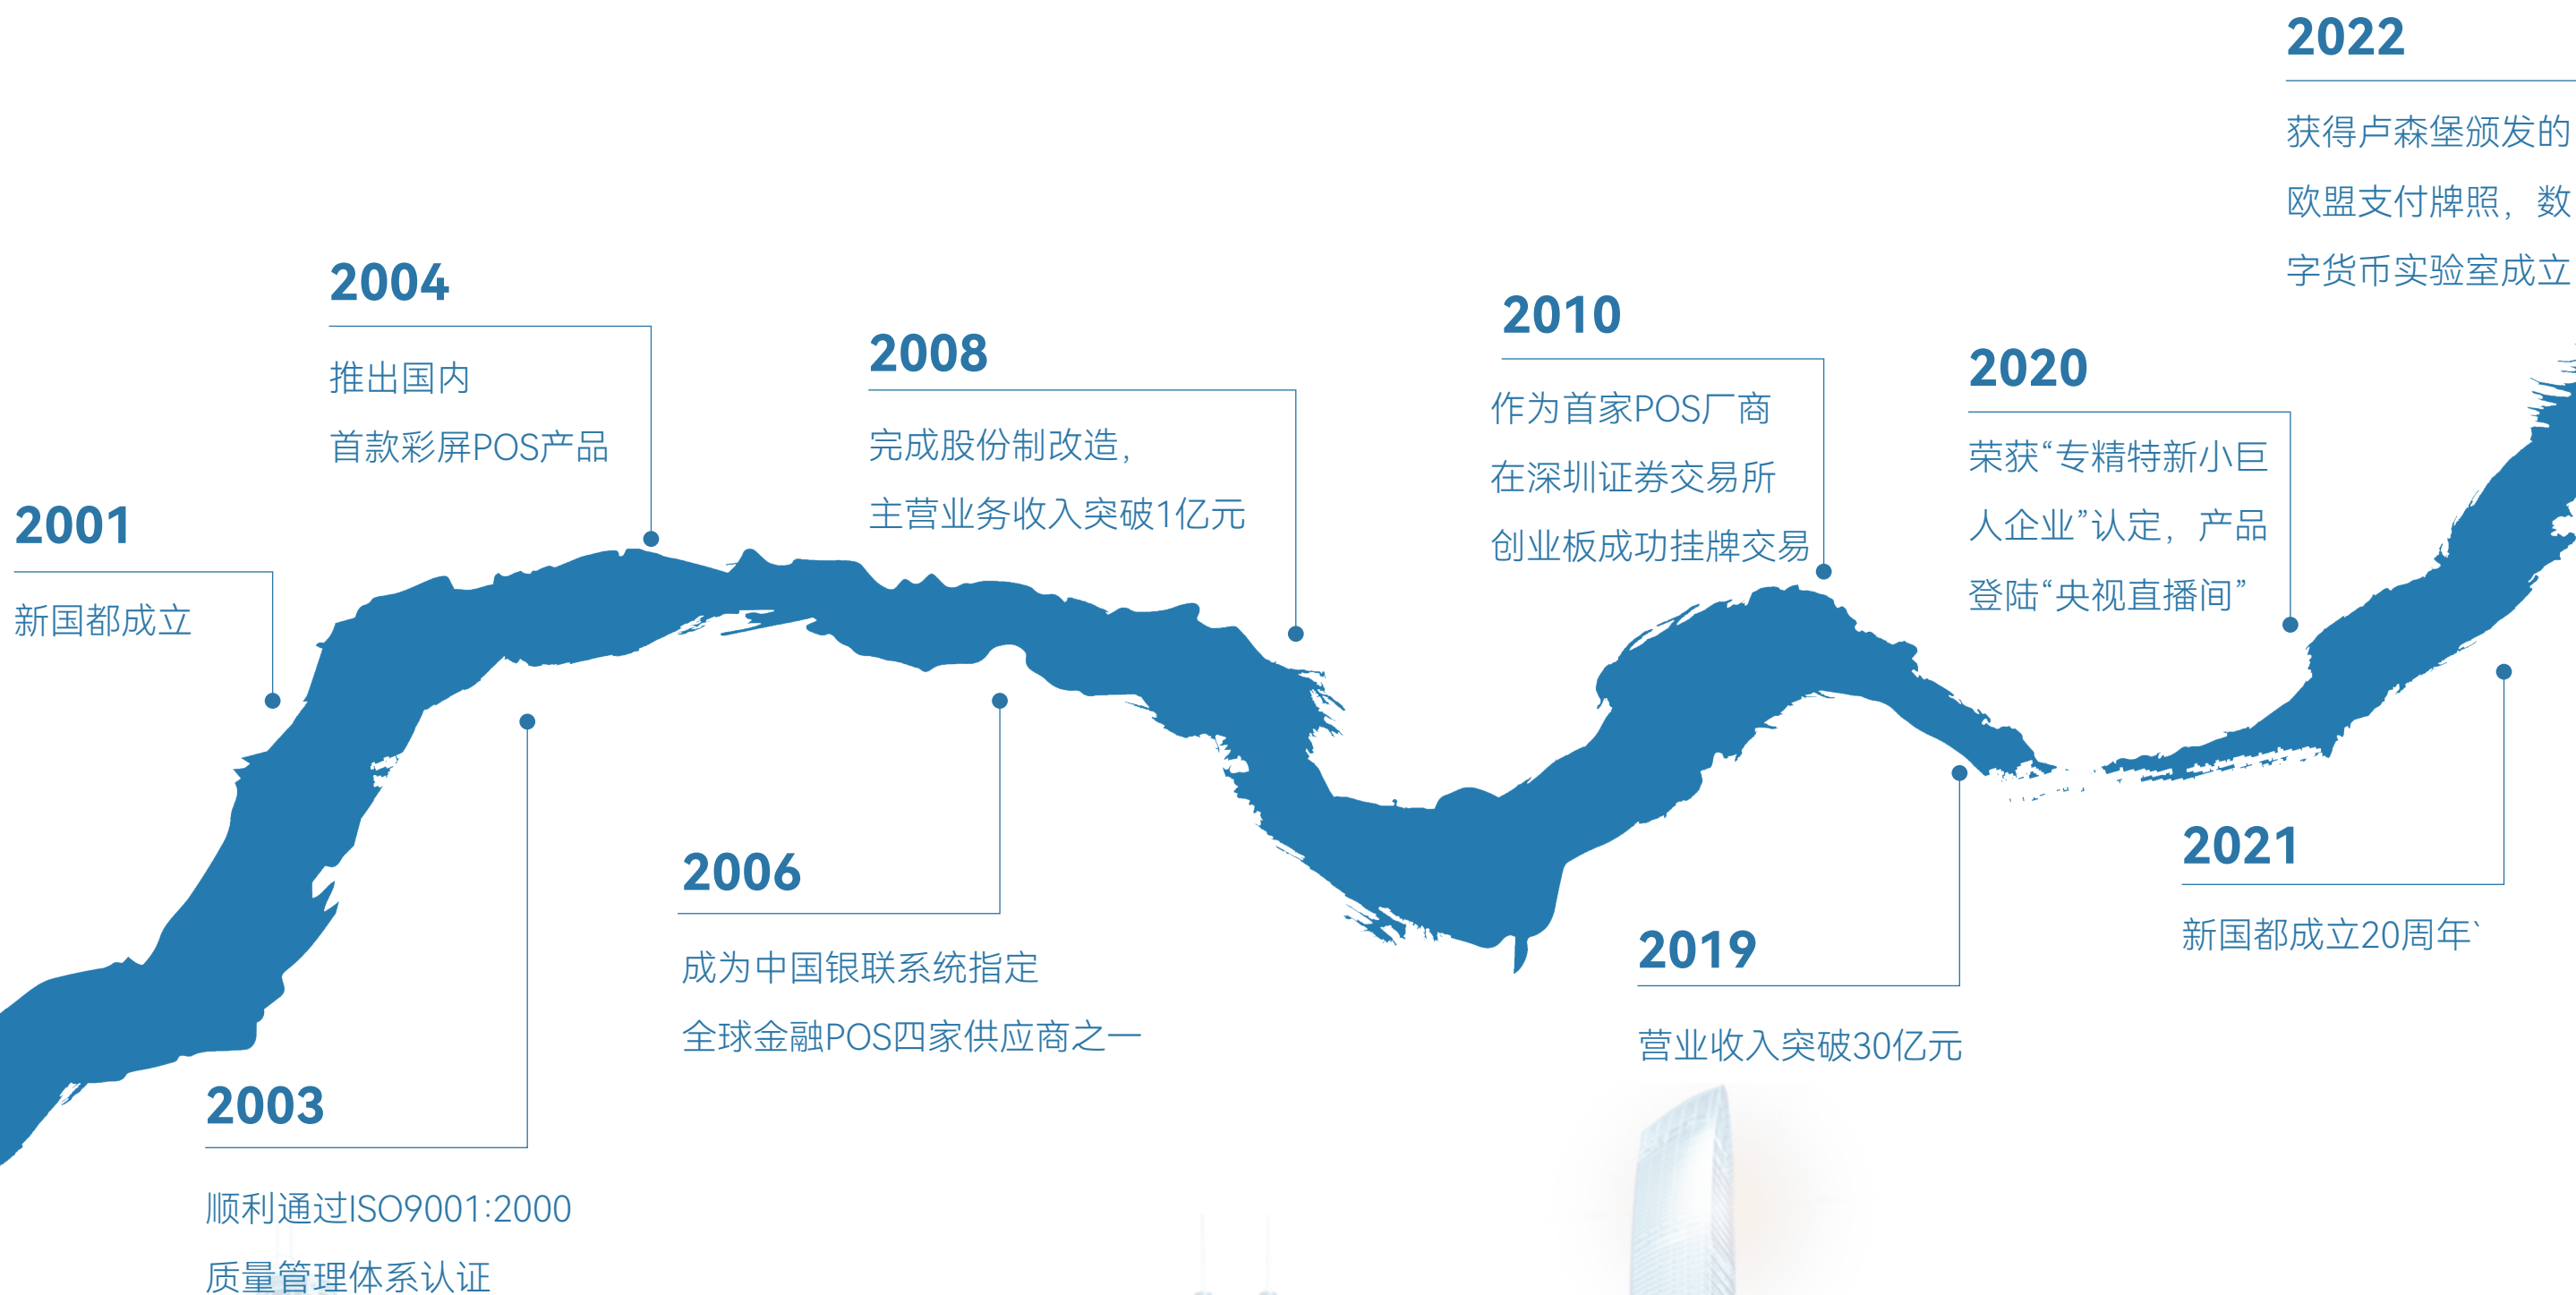 2001
新国都成立
2003
顺利通过ISO9001:2000
质量管理体系认证
2004
推出国内
首款彩屏POS产品
2006
成为中国银联系统指定
全球金融POS四家供应商之一
2008
完成股份制改造,
主营业务收入突破1亿元
2010
作为首家POS厂商
在深圳证券交易所
创业板成功挂牌交易
2019
营业收入突破30亿元
2020
荣获“专精特新小巨
人企业”认定，产品
登陆“央视直播间”
2021
新国都成立20周年`
2022
获得卢森堡颁发的
欧盟支付牌照，数
字货币实验室成立